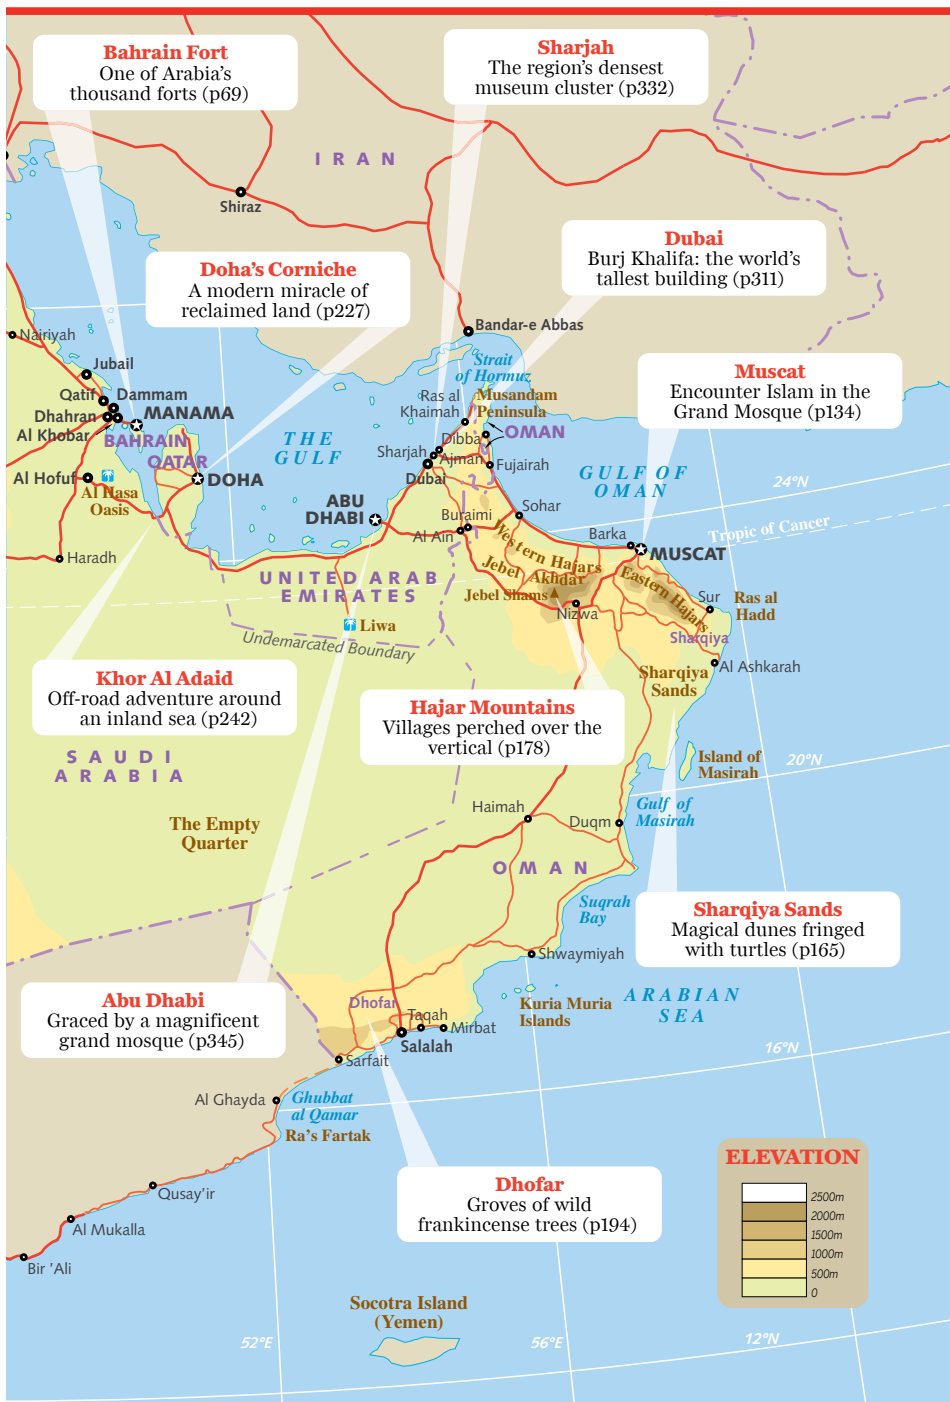 Bahrain Fort
One of Arabia's
thousand forts (p69)
Sharjah
The region's densest
museum cluster (p332)
IRAN
Shiraz
Dubai
Burj Khalifa: the world's
tallest building (p311)
Doha's Corniche
A modern miracle of
reclaimed land (p227)
Bandar-e Abbas
Nairiyah
Jubail
Strait
of Hormuz
Muscat
Encounter Islam in the
Grand Mosque (p134)
Qatif
Dammam
Dhahran
MANAMA
Al Khobar
BAHRAIN
QATAR
Ras al
Khaimah
Musandam
Peninsula
OMAN
Dibba
THE
GULF
Sharjah
Ajman
Fujairah
Dubai
Al Hofuf
Al Hasa
Oasis
DOHA
GULF OF
OMAN
24°N
ABU
DHABI
Buraimi
Sohar
Al Ain
Tropic of Cancer
Barka
MUSCAT
Haradh
Western Hajars
Jebel Akhdar
Eastern Hajars
UNITED ARAB
EMIRATES
Jebel Shams
Nizwa
Sur
Ras al
Hadd
Liwa
Undemarcated Boundary
Sharqiya
Al Ashkarah
Sharqiya
Sands
Khor Al Adaid
Off-road adventure around
an inland sea (p242)
Hajar Mountains
Villages perched over the
vertical (p178)
SAUDI
ARABIA
Island of
Masirah
20°N
Haimah
Duqm
Gulf of
Masirah
The Empty
Quarter
OMAN
Suqrah
Bay
Sharqiya Sands
Magical dunes fringed
with turtles (p165)
Shwaymiyah
Abu Dhabi
Graced by a magnificent
grand mosque (p345)
Dhofar
Taqah
Mirbat
Salalah
Kuria Muria
Islands
ARABIAN
SEA
16°N
Sarfait
Al Ghayda
Ghubbat
al Qamar
Ra's Fartak
Dhofar
Groves of wild
frankincense trees (p194)
Qusay'ir
Al Mukalla
Bir 'Ali
ELEVATION
2500m
2000m
1500m
1000m
500m
0
Socotra Island
(Yemen)
52°E
56°E
12°N